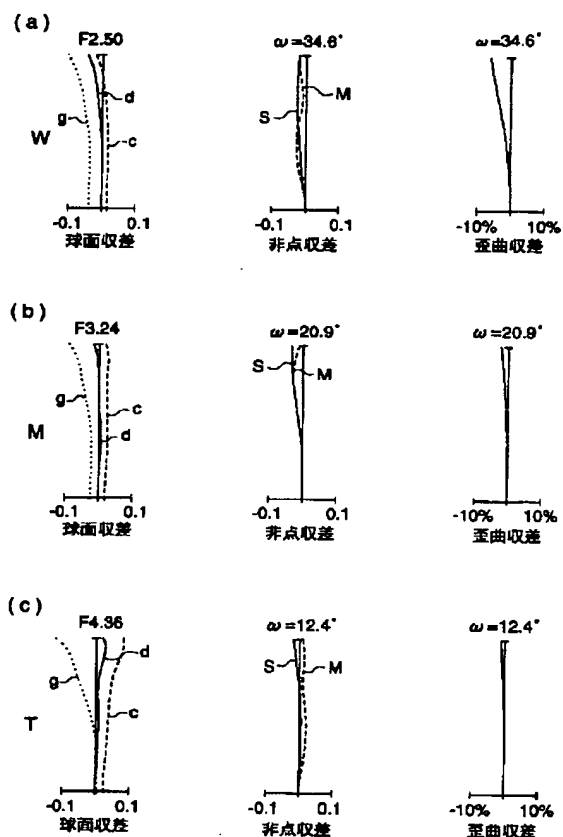 (a)
F2.50
ω=34.6°
ω=34.6°
W
g
d
c
S
M
-0.1 0.1
球面収差
-0.1 0.1
非点収差
-10% 10%
歪曲収差
(b)
F3.24
ω=20.9°
ω=20.9°
M
g
c
d
S
M
-0.1 0.1
球面収差
-0.1 0.1
非点収差
-10% 10%
歪曲収差
(c)
F4.36
ω=12.4°
ω=12.4°
T
g
d
c
S
M
-0.1 0.1
球面収差
-0.1 0.1
非点収差
-10% 10%
歪曲収差